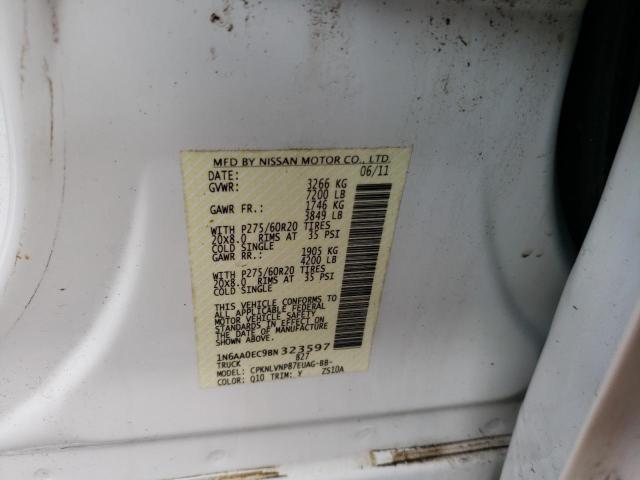 MFD BY NISSAN MOTOR CO., LTD.
DATE: 06/11
GVWR: 3266 KG
7200 LB
GAWR FR.: 1746 KG
3849 LB
WITH P275/60R20 TIRES
20X8.0 RIMS AT 35 PSI
COLD SINGLE
GAWR RR.: 1905 KG
4200 LB
WITH P275/60R20 TIRES
20X8.0 RIMS AT 35 PSI
COLD SINGLE
THIS VEHICLE CONFORMS TO
ALL APPLICABLE FEDERAL
MOTOR VEHICLE SAFETY
STANDARDS IN EFFECT ON
THE DATE OF MANUFACTURE
SHOWN ABOVE.
1N6AA0EC9BN323597
TRUCK 827
MODEL: CPKNLVNP87EUAG-BB-
COLOR: Q10 TRIM: Y ZS10A